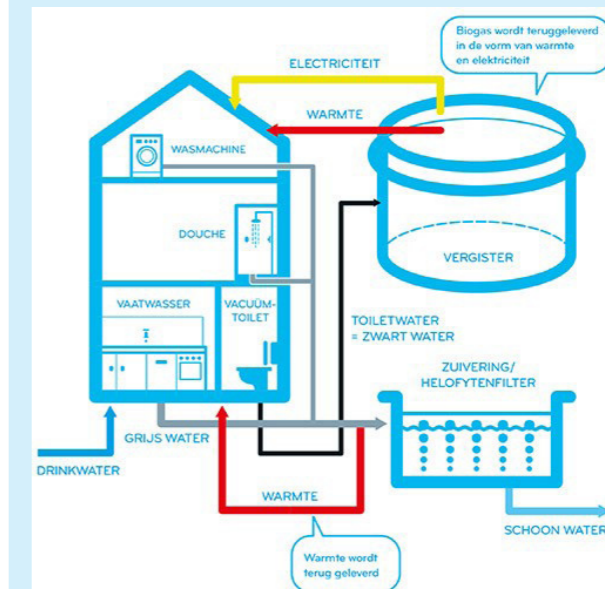 Biogas wordt teruggeleverd
in de vorm van warmte
en elektriciteit
ELECTRICITEIT
WARMTE
WASMACHINE
DOUCHE
VERGISTER
VAATWASSER
VACUÜM-
TOILET
TOILETWATER
= ZWART WATER
ZUIVERING/
HELOFYTENFILTER
GRIJS WATER
DRINKWATER
WARMTE
SCHOON WATER
Warmte wordt
terug geleverd